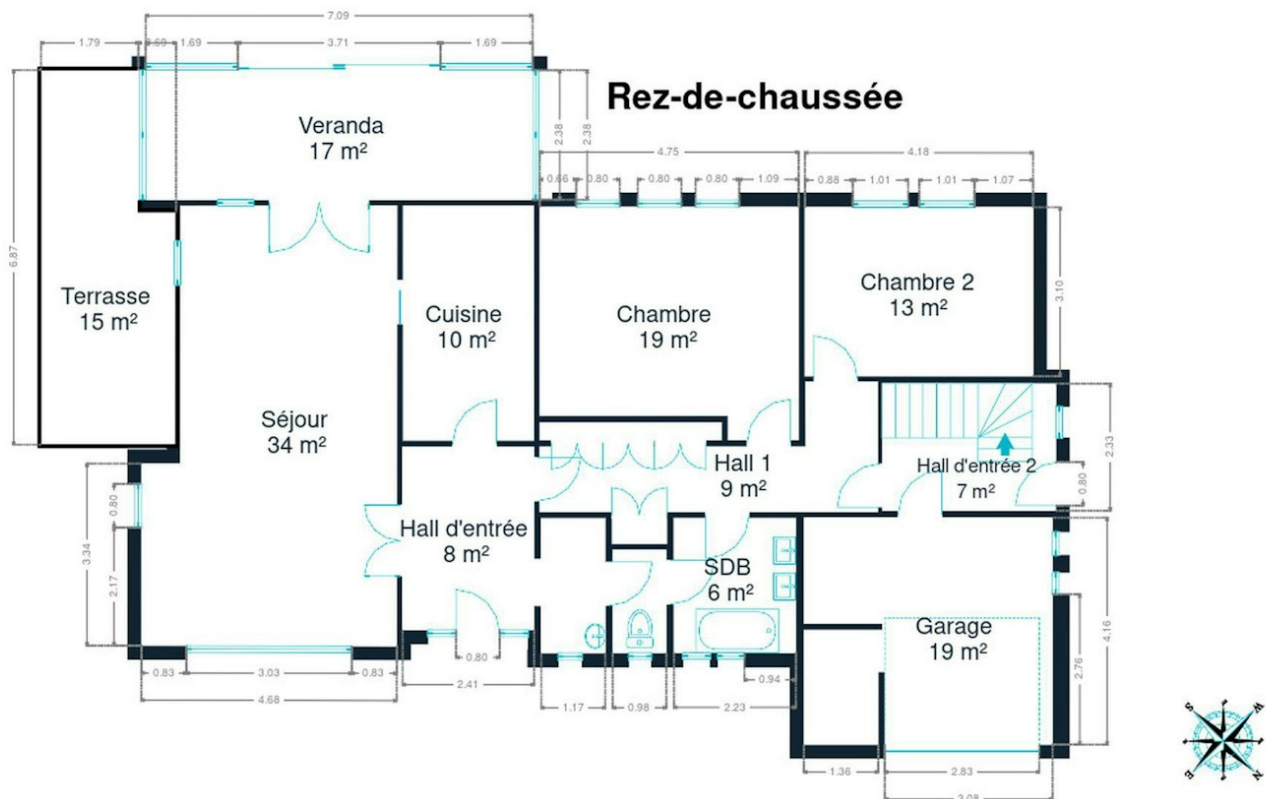 7.09
1.79
0.69
1.69
3.71
1.69
Rez-de-chaussée
Veranda
17 m²
2.38
2.38
4.75
4.18
0.66
0.80
0.80
0.80
1.09
0.88
1.01
1.01
1.07
6.87
Terrasse
15 m²
Cuisine
10 m²
Chambre
19 m²
Chambre 2
13 m²
3.10
Séjour
34 m²
Hall 1
9 m²
Hall d'entrée 2
7 m²
2.33
0.80
0.80
3.34
2.17
Hall d'entrée
8 m²
SDB
6 m²
Garage
19 m²
4.16
2.76
0.83
3.03
0.83
4.68
0.80
2.41
1.17
0.98
0.94
2.23
1.36
2.83
3.08
S
W
E
N